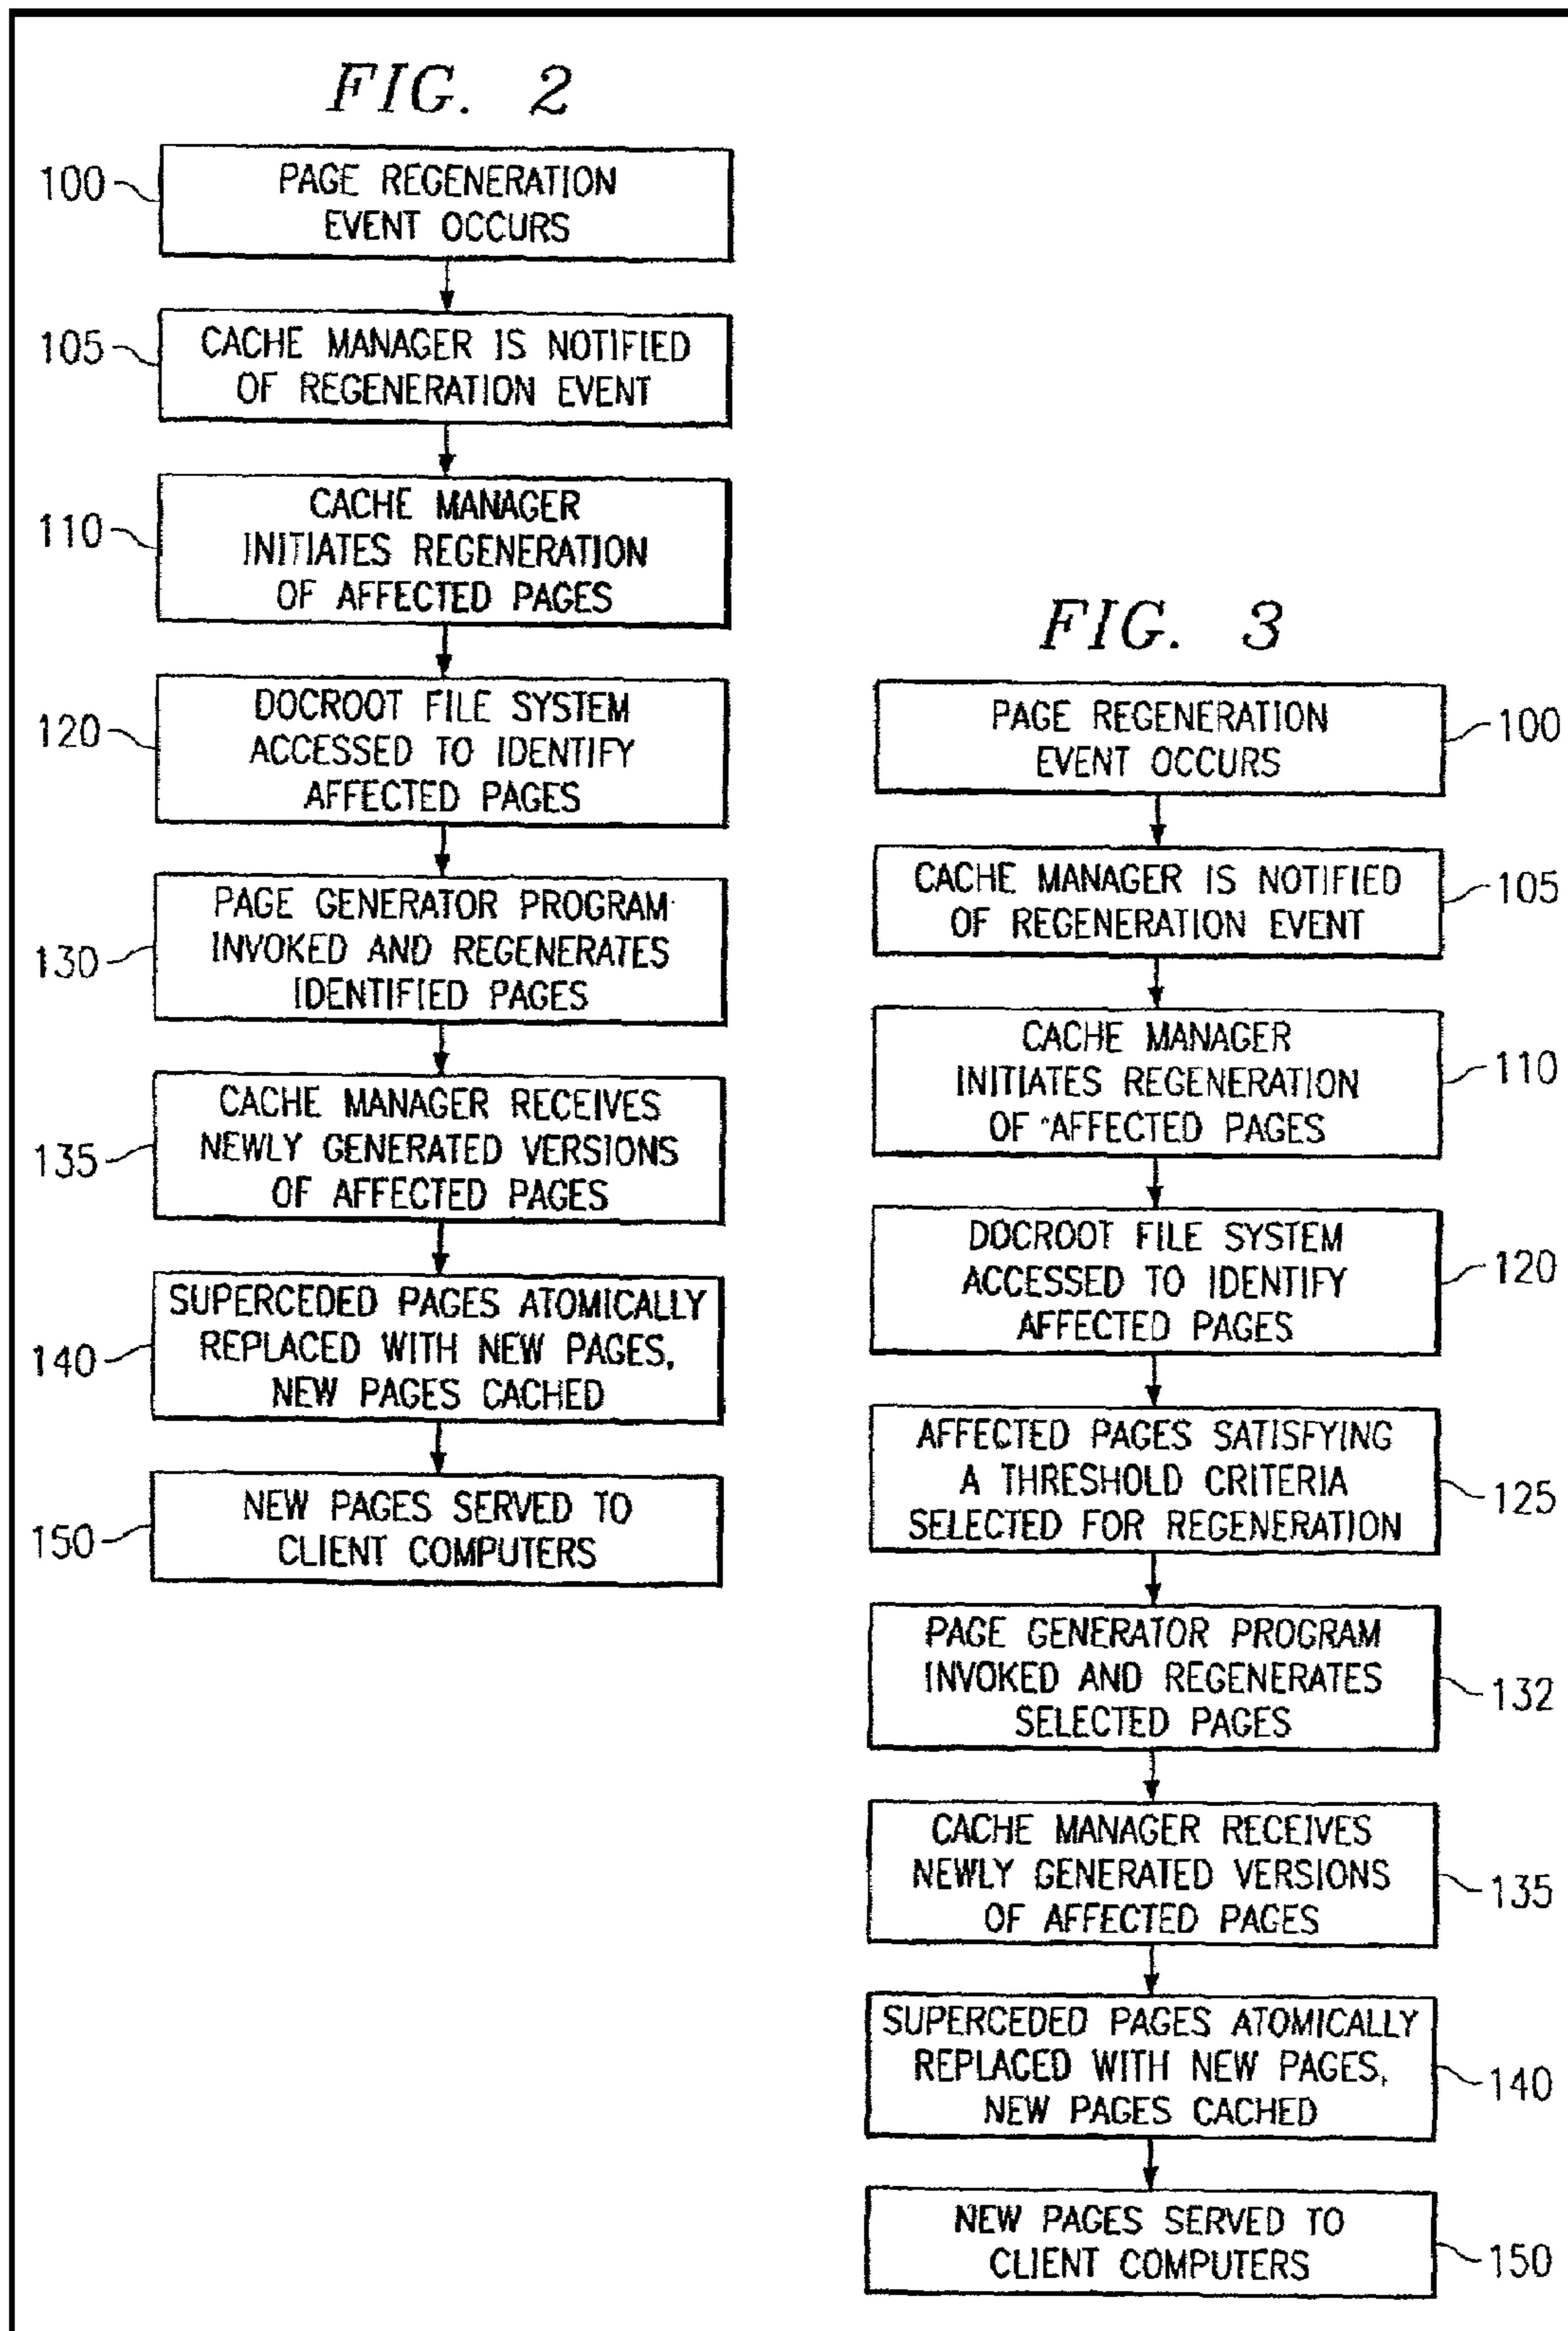 FIG. 2
100
PAGE REGENERATION
EVENT OCCURS
105
CACHE MANAGER IS NOTIFIED
OF REGENERATION EVENT
110
CACHE MANAGER
INITIATES REGENERATION
OF AFFECTED PAGES
120
DOCROOT FILE SYSTEM
ACCESSED TO IDENTIFY
AFFECTED PAGES
130
PAGE GENERATOR PROGRAM
INVOKED AND REGENERATES
IDENTIFIED PAGES
135
CACHE MANAGER RECEIVES
NEWLY GENERATED VERSIONS
OF AFFECTED PAGES
140
SUPERCEDED PAGES ATOMICALLY
REPLACED WITH NEW PAGES,
NEW PAGES CACHED
150
NEW PAGES SERVED TO
CLIENT COMPUTERS
FIG. 3
PAGE REGENERATION
EVENT OCCURS
100
CACHE MANAGER IS NOTIFIED
OF REGENERATION EVENT
105
CACHE MANAGER
INITIATES REGENERATION
OF AFFECTED PAGES
110
DOCROOT FILE SYSTEM
ACCESSED TO IDENTIFY
AFFECTED PAGES
120
AFFECTED PAGES SATISFYING
A THRESHOLD CRITERIA
SELECTED FOR REGENERATION
125
PAGE GENERATOR PROGRAM
INVOKED AND REGENERATES
SELECTED PAGES
132
CACHE MANAGER RECEIVES
NEWLY GENERATED VERSIONS
OF AFFECTED PAGES
135
SUPERCEDED PAGES ATOMICALLY
REPLACED WITH NEW PAGES,
NEW PAGES CACHED
140
NEW PAGES SERVED TO
CLIENT COMPUTERS
150